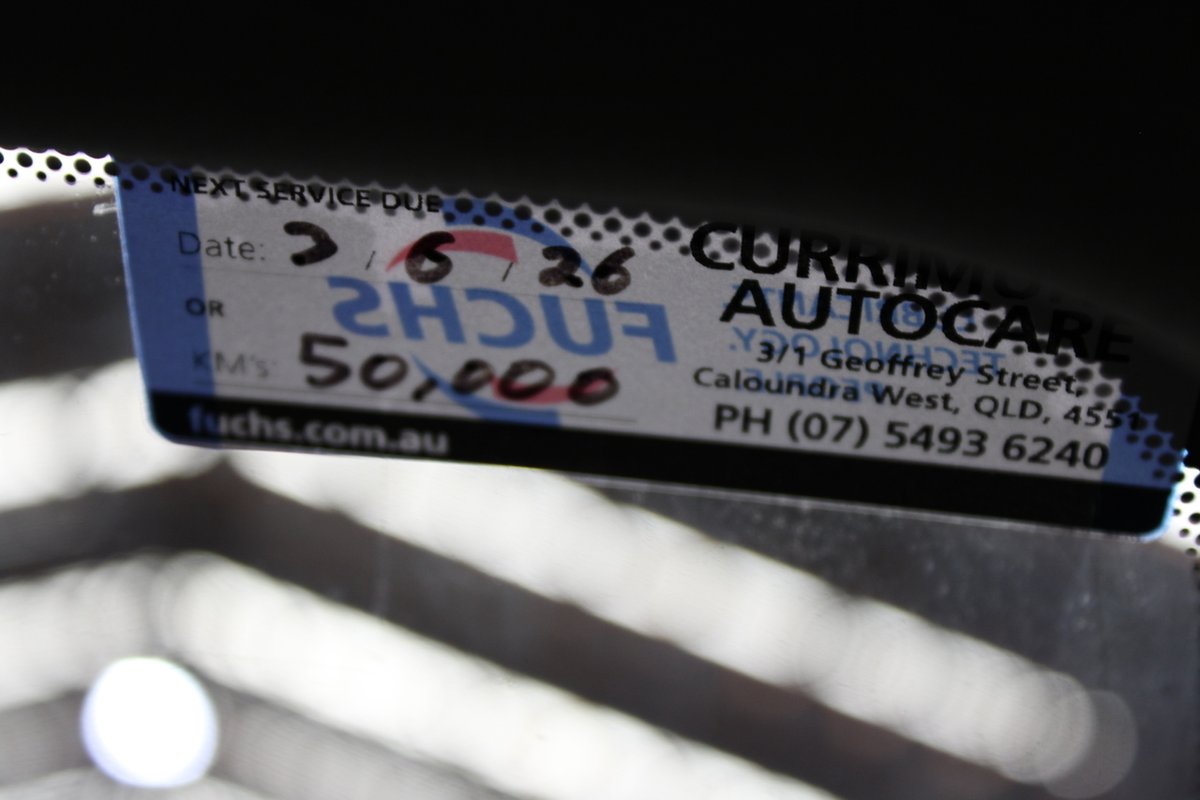 NEXT SERVICE DUE
Date: 7 / 6 / 26
OR
KM's: 50,000
FUCHS
fuchs.com.au
AUTOCARE
3/1 Geoffrey Street,
Caloundra West, QLD, 4551
PH (07) 5493 6240
TECHNOLOGY.